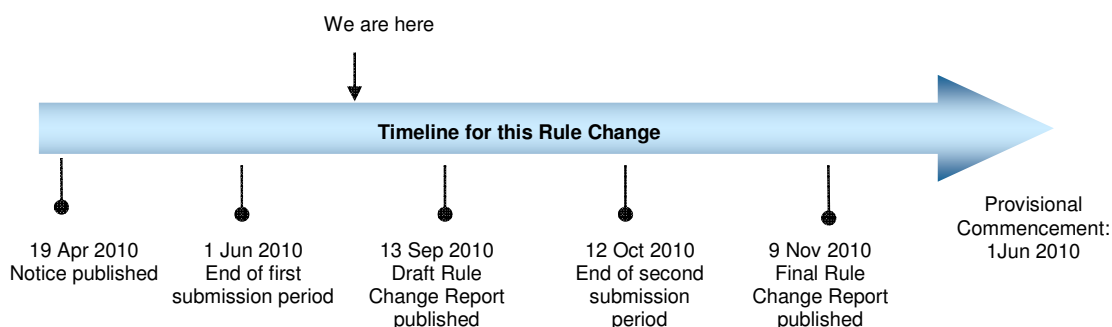 We are here
Timeline for this Rule Change
19 Apr 2010
Notice published
1 Jun 2010
End of first
submission period
13 Sep 2010
Draft Rule
Change Report
published
12 Oct 2010
End of second
submission
period
9 Nov 2010
Final Rule
Change Report
published
Provisional
Commencement:
1Jun 2010